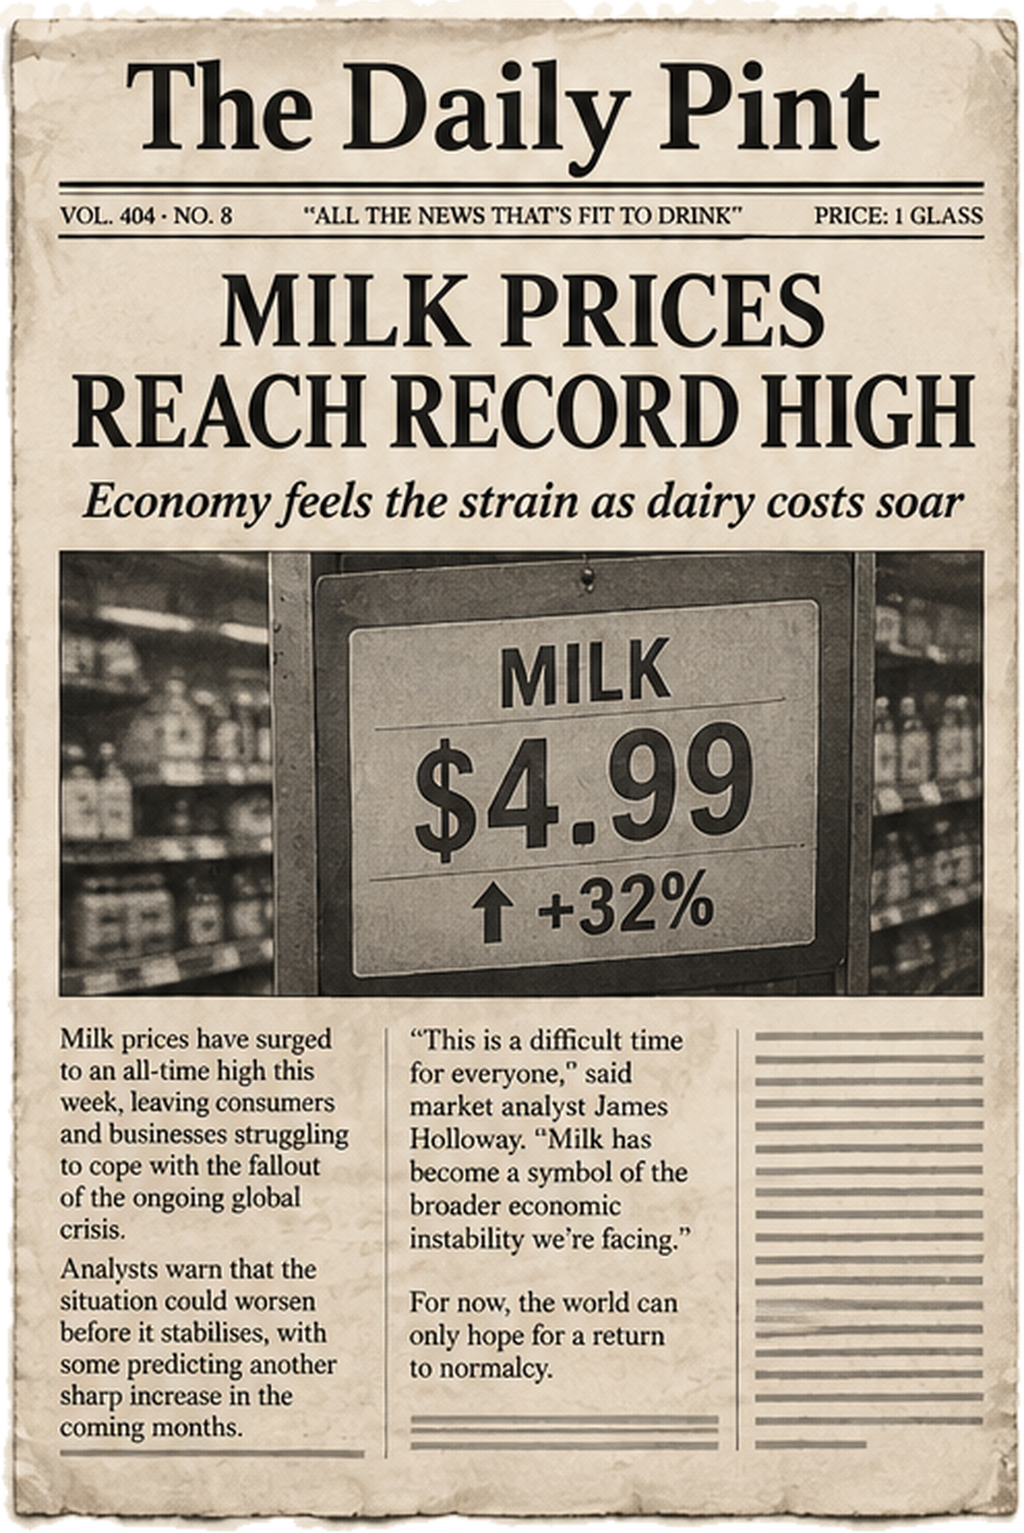 The Daily Pint
VOL. 404 · NO. 8
“ALL THE NEWS THAT’S FIT TO DRINK”
PRICE: 1 GLASS
MILK PRICES
REACH RECORD HIGH
Economy feels the strain as dairy costs soar
MILK
$4.99
↑ +32%
Milk prices have surged
to an all-time high this
week, leaving consumers
and businesses struggling
to cope with the fallout
of the ongoing global
crisis.
Analysts warn that the
situation could worsen
before it stabilises, with
some predicting another
sharp increase in the
coming months.
“This is a difficult time
for everyone,” said
market analyst James
Holloway. “Milk has
become a symbol of the
broader economic
instability we’re facing.”
For now, the world can
only hope for a return
to normalcy.